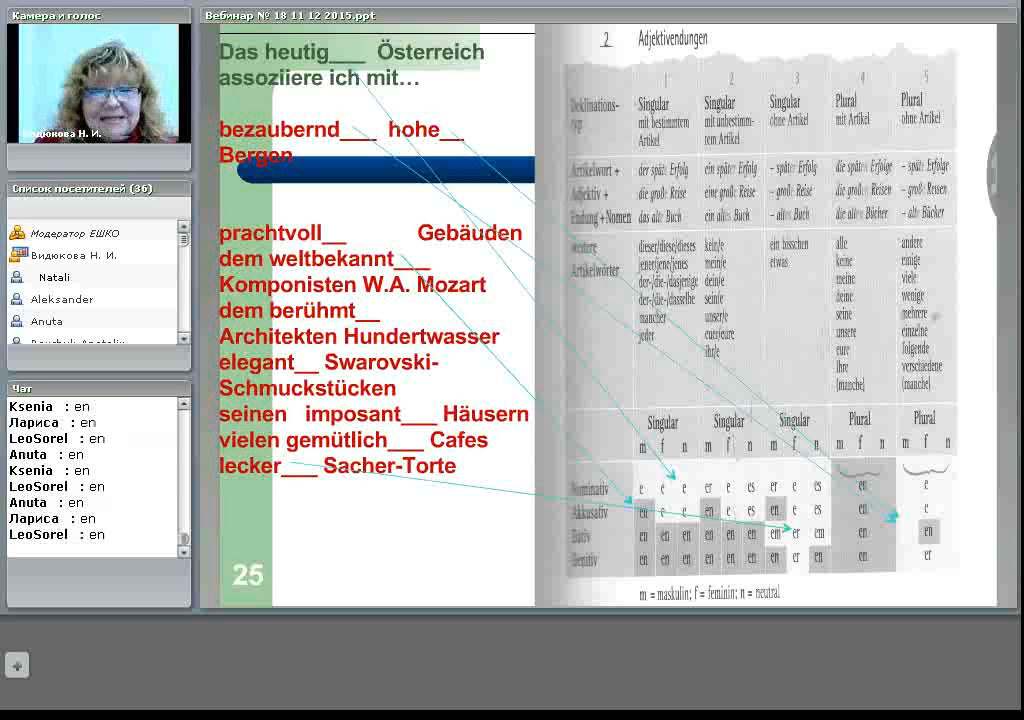 Камера и голос
Видюкова Н. И.
Список посетителей (36)
Модератор ЕШКО
Видюкова Н. И.
Natali
Aleksander
Anuta
Чат
Ksenia : en
Лариса : en
LeoSorel : en
Anuta : en
Ksenia : en
LeoSorel : en
Anuta : en
Лариса : en
LeoSorel : en
Вебинар № 18 11 12 2015.ppt
Das heutig___ Österreich
assoziiere ich mit...
bezaubernd___ hohe__
Bergen
prachtvoll__ Gebäuden
dem weltbekannt___
Komponisten W.A. Mozart
dem berühmt__
Architekten Hundertwasser
elegant__ Swarovski-
Schmuckstücken
seinen imposant___ Häusern
vielen gemütlich___ Cafes
lecker___ Sacher-Torte
25
2 Adjektivendungen
1 2 3 4 5
Deklinations-
typ
Singular
mit bestimmtem
Artikel
Singular
mit unbestimm-
tem Artikel
Singular
ohne Artikel
Plural
mit Artikel
Plural
ohne Artikel
Artikelwort + der späte Erfolg ein später Erfolg – später Erfolg die späten Erfolge – späte Erfolge
Adjektiv + die große Reise eine große Reise – große Reise die großen Reisen – große Reisen
Endung + Nomen das alte Buch ein altes Buch – altes Buch die alten Bücher – alte Bücher
weitere
Artikelwörter
dieser/diese/dieses
jener/jene/jenes
der-/die-/dasjenige
der-/die-/dasselbe
mancher
jeder
kein/e
mein/e
dein/e
sein/e
unser/e
euer/eure
ihr/e
ein bisschen
etwas
alle
keine
meine
deine
seine
unsere
eure
ihre
(manche)
andere
einige
viele
wenige
mehrere
einzelne
folgende
verschiedene
(manche)
Singular Singular Singular Plural Plural
m f n m f n m f n m f n m f n
Nominativ e e e er e es er e es en e
Akkusativ en e e en e es en e es en e
Dativ en en en en en en em er em en en
Genitiv en en en en en en en er en en er
m = maskulin; f = feminin; n = neutral